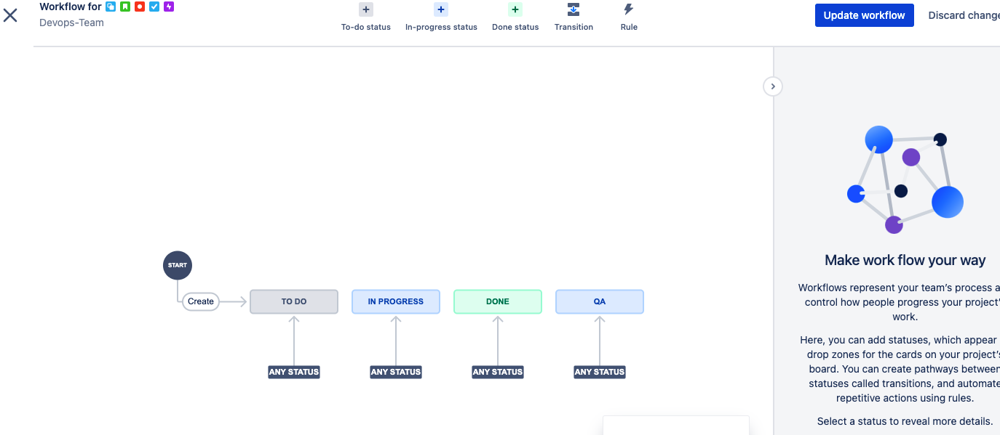 Workflow for
Devops-Team
To-do status
In-progress status
Done status
Transition
Rule
Update workflow
Discard change
START
Create
TO DO
IN PROGRESS
DONE
QA
ANY STATUS
ANY STATUS
ANY STATUS
ANY STATUS
Make work flow your way
Workflows represent your team's process a
control how people progress your project'
work.
Here, you can add statuses, which appear
drop zones for the cards on your project's
board. You can create pathways between
statuses called transitions, and automate
repetitive actions using rules.
Select a status to reveal more details.